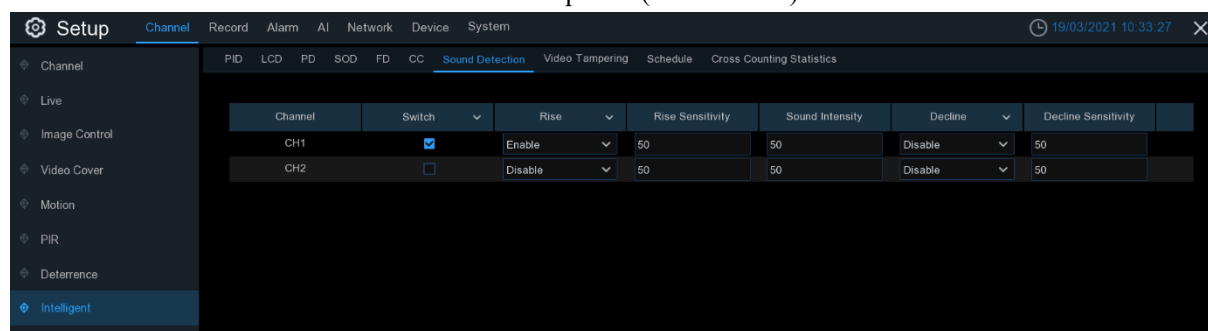 Setup Channel Record Alarm AI Network Device System 19/03/2021 10:33:27
PID LCD PD SOD FD CC Sound Detection Video Tampering Schedule Cross Counting Statistics
Channel
Live
Image Control
Video Cover
Motion
PIR
Deterrence
Intelligent
Channel Switch Rise Rise Sensitivity Sound Intensity Decline Decline Sensitivity
CH1 Enable 50 50 Disable 50
CH2 Disable 50 50 Disable 50